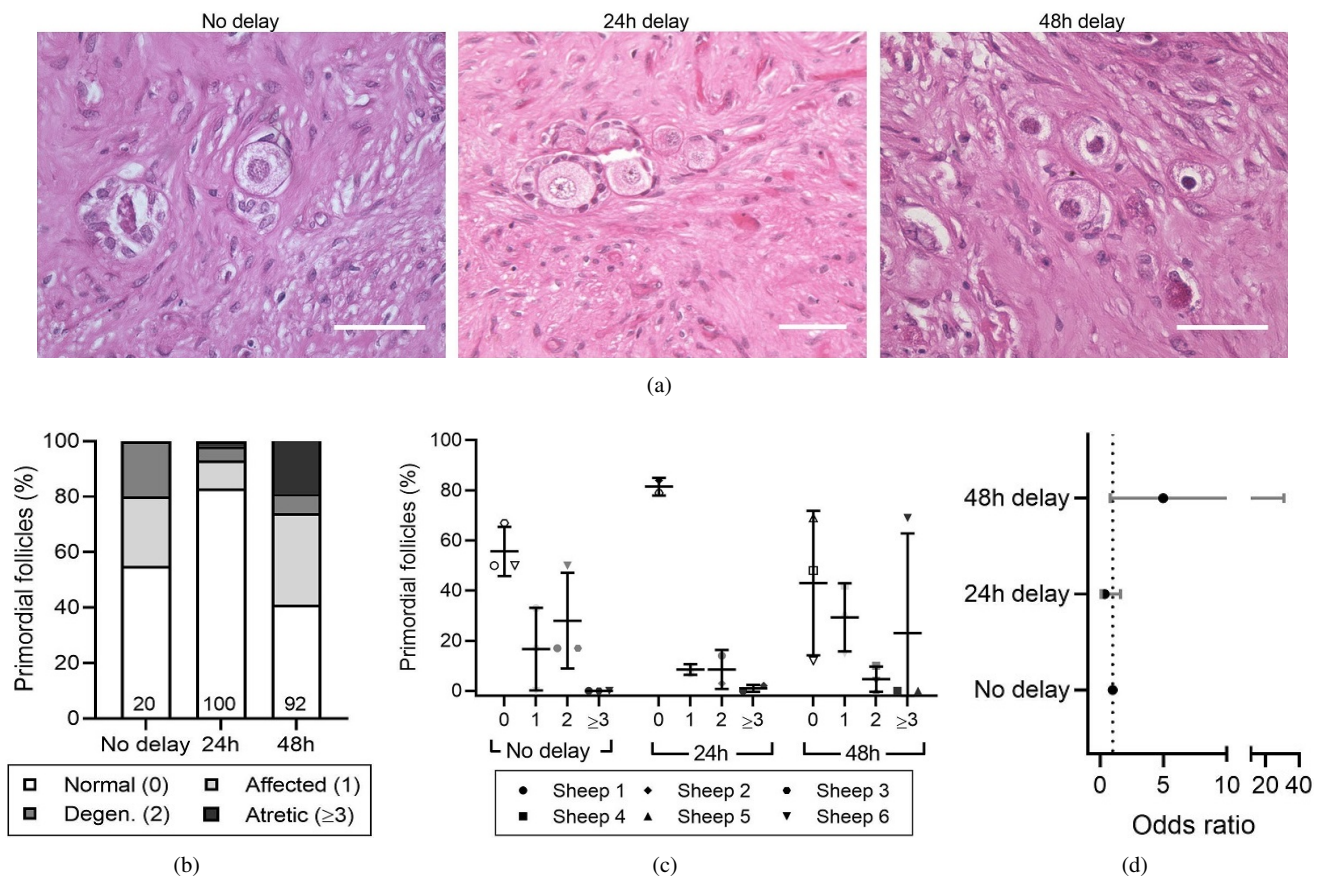 No delay 24h delay 48h delay
(a)
Primordial follicles (%)
100
80
60
40
20
0
20 100 92
No delay 24h 48h
Normal (0) Affected (1)
Degen. (2) Atretic (≥3)
(b)
Primordial follicles (%)
100
80
60
40
20
0
0 1 2 ≥3 0 1 2 ≥3 0 1 2 ≥3
No delay 24h 48h
Sheep 1 Sheep 2 Sheep 3
Sheep 4 Sheep 5 Sheep 6
(c)
48h delay
24h delay
No delay
0 5 10 20 40
Odds ratio
(d)